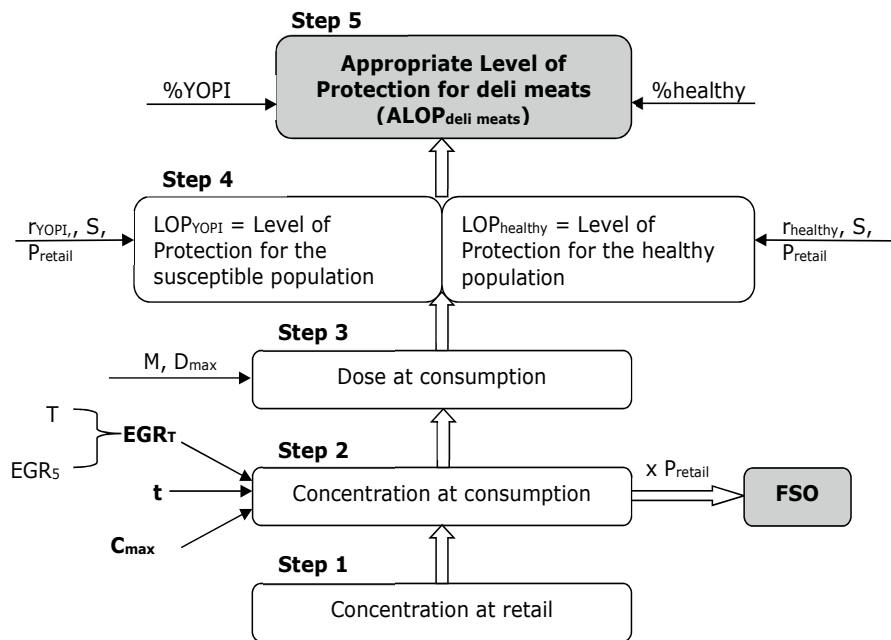 Step 5
Appropriate Level of
Protection for deli meats
(ALOPdeli meats)
%YOPI
%healthy
Step 4
rYOPI,, S,
Pretail
LOPYOPI = Level of
Protection for the
susceptible population
LOPhealthy = Level of
Protection for the healthy
population
rhealthy, S,
Pretail
Step 3
M, Dmax
Dose at consumption
T
EGRT
EGR5
Step 2
t
Concentration at consumption
x Pretail
FSO
Cmax
Step 1
Concentration at retail